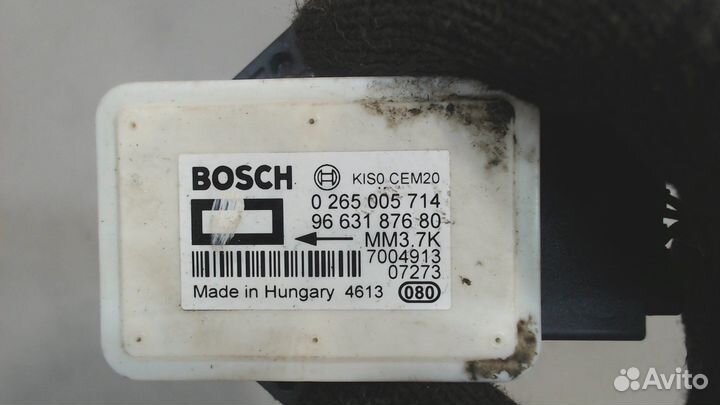 BOSCH KIS0 CEM20
0 265 005 714
96 631 876 80
MM3.7K
7004913
07273
Made in Hungary 4613 080
Avito